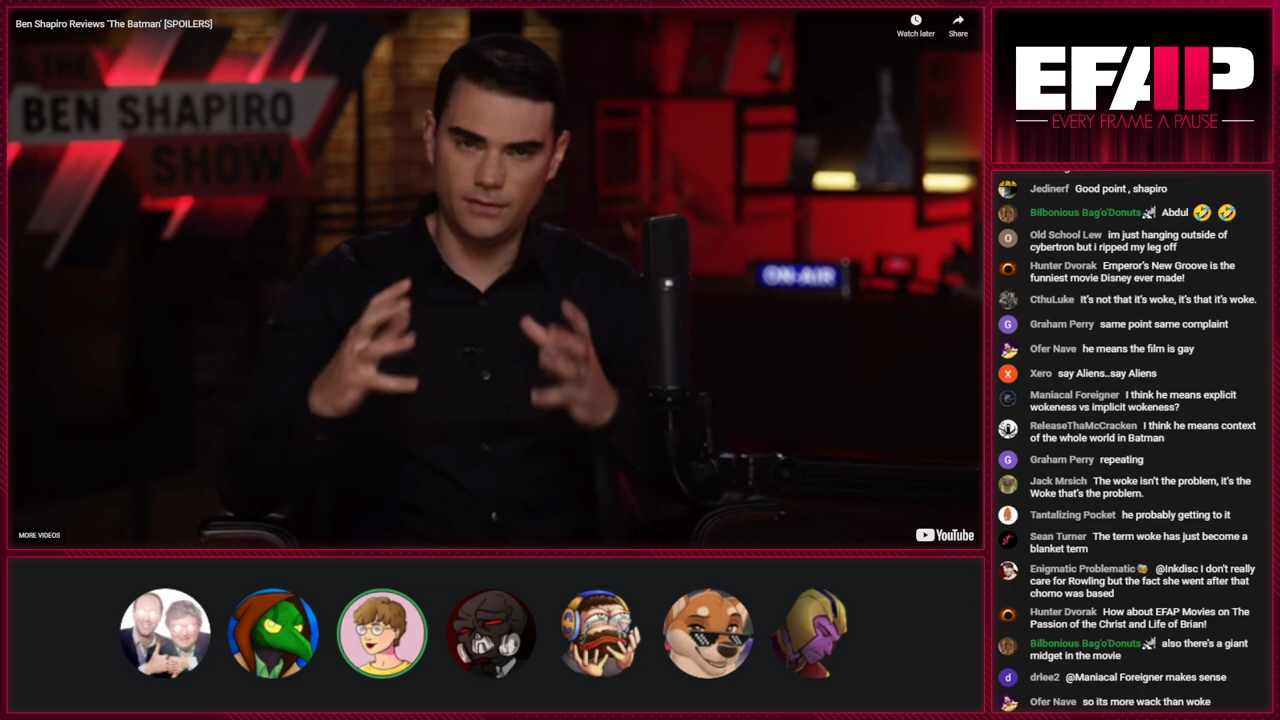 Ben Shapiro Reviews 'The Batman' [SPOILERS]
Watch later
Share
THE
BEN SHAPIRO
SHOW
ON-AIR
MORE VIDEOS
YouTube
EFAP
EVERY FRAME A PAUSE
Jedinerf Good point , shapiro
Bilbonious Bag'o'Donuts Abdul 🤣 🤣
O
Old School Lew im just hanging outside of
cybertron but i ripped my leg off
Hunter Dvorak Emperor's New Groove is the
funniest movie Disney ever made!
CthuLuke It's not that it's woke, it's that it's woke.
G
Graham Perry same point same complaint
Ofer Nave he means the film is gay
X
Xero say Aliens..say Aliens
Maniacal Foreigner I think he means explicit
wokeness vs implicit wokeness?
ReleaseThaMcCracken I think he means context
of the whole world in Batman
G
Graham Perry repeating
Jack Mrsich The woke isn't the problem, it's the
Woke that's the problem.
Tantalizing Pocket he probably getting to it
Sean Turner The term woke has just become a
blanket term
Enigmatic Problematic @Inkdisc I don't really
care for Rowling but the fact she went after that
chomo was based
Hunter Dvorak How about EFAP Movies on The
Passion of the Christ and Life of Brian!
Bilbonious Bag'o'Donuts also there's a giant
midget in the movie
d
drlee2 @Maniacal Foreigner makes sense
Ofer Nave so its more wack than woke